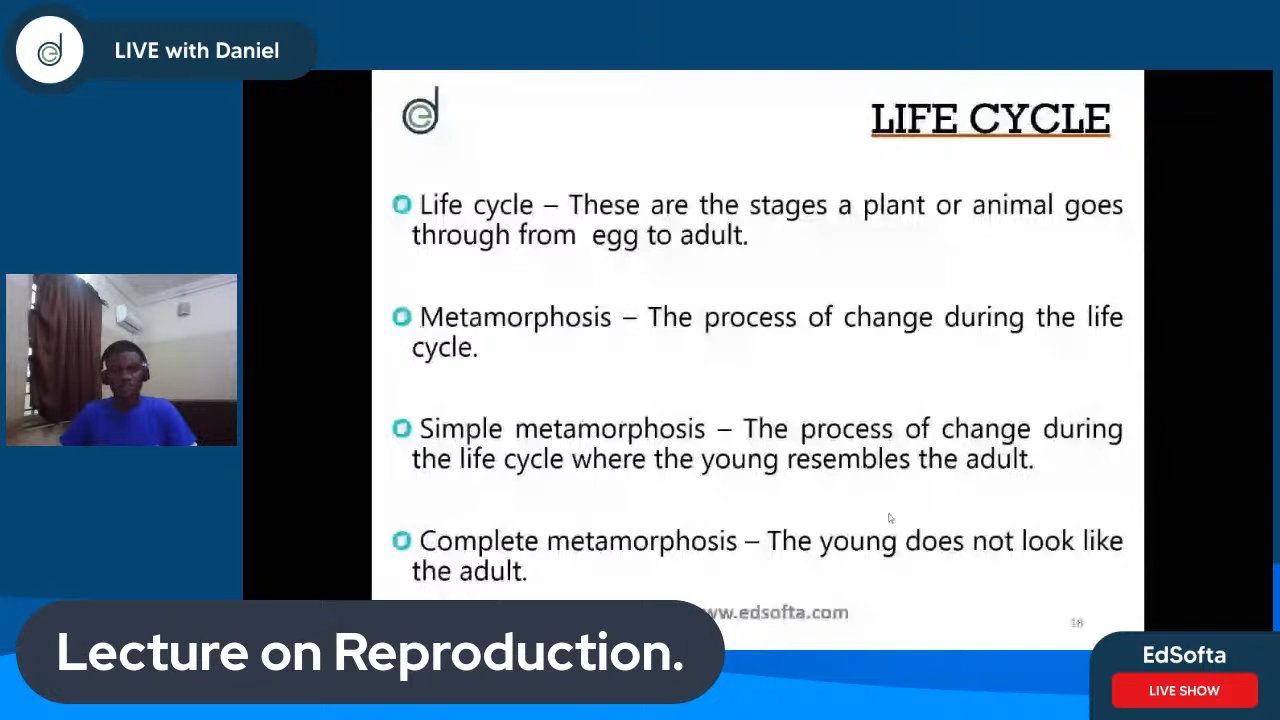 LIVE with Daniel
LIFE CYCLE
Life cycle – These are the stages a plant or animal goes
through from egg to adult.
Metamorphosis – The process of change during the life
cycle.
Simple metamorphosis – The process of change during
the life cycle where the young resembles the adult.
Complete metamorphosis – The young does not look like
the adult.
ww.edsofta.com
18
Lecture on Reproduction.
EdSofta
LIVE SHOW